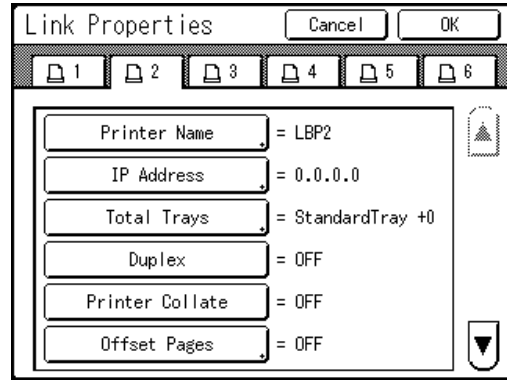 Link Properties Cancel OK
1 2 3 4 5 6
Printer Name = LBP2
IP Address = 0.0.0.0
Total Trays = StandardTray +0
Duplex = OFF
Printer Collate = OFF
Offset Pages = OFF